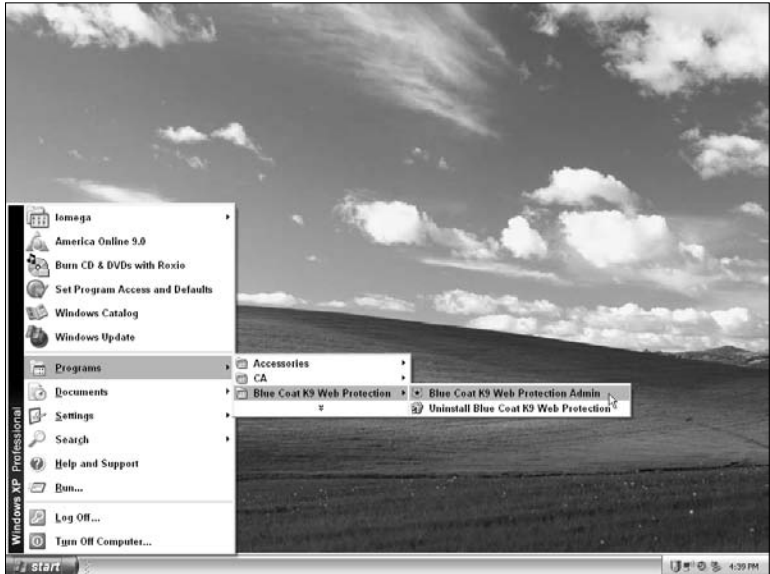 Iomega
America Online 9.0
Burn CD & DVDs with Roxio
Set Program Access and Defaults
Windows Catalog
Windows Update
Programs
Accessories
CA
Blue Coat K9 Web Protection
Blue Coat K9 Web Protection Admin
Uninstall Blue Coat K9 Web Protection
Documents
Settings
Search
Help and Support
Run...
Log Off...
Turn Off Computer...
Windows XP Professional
start
4:39 PM